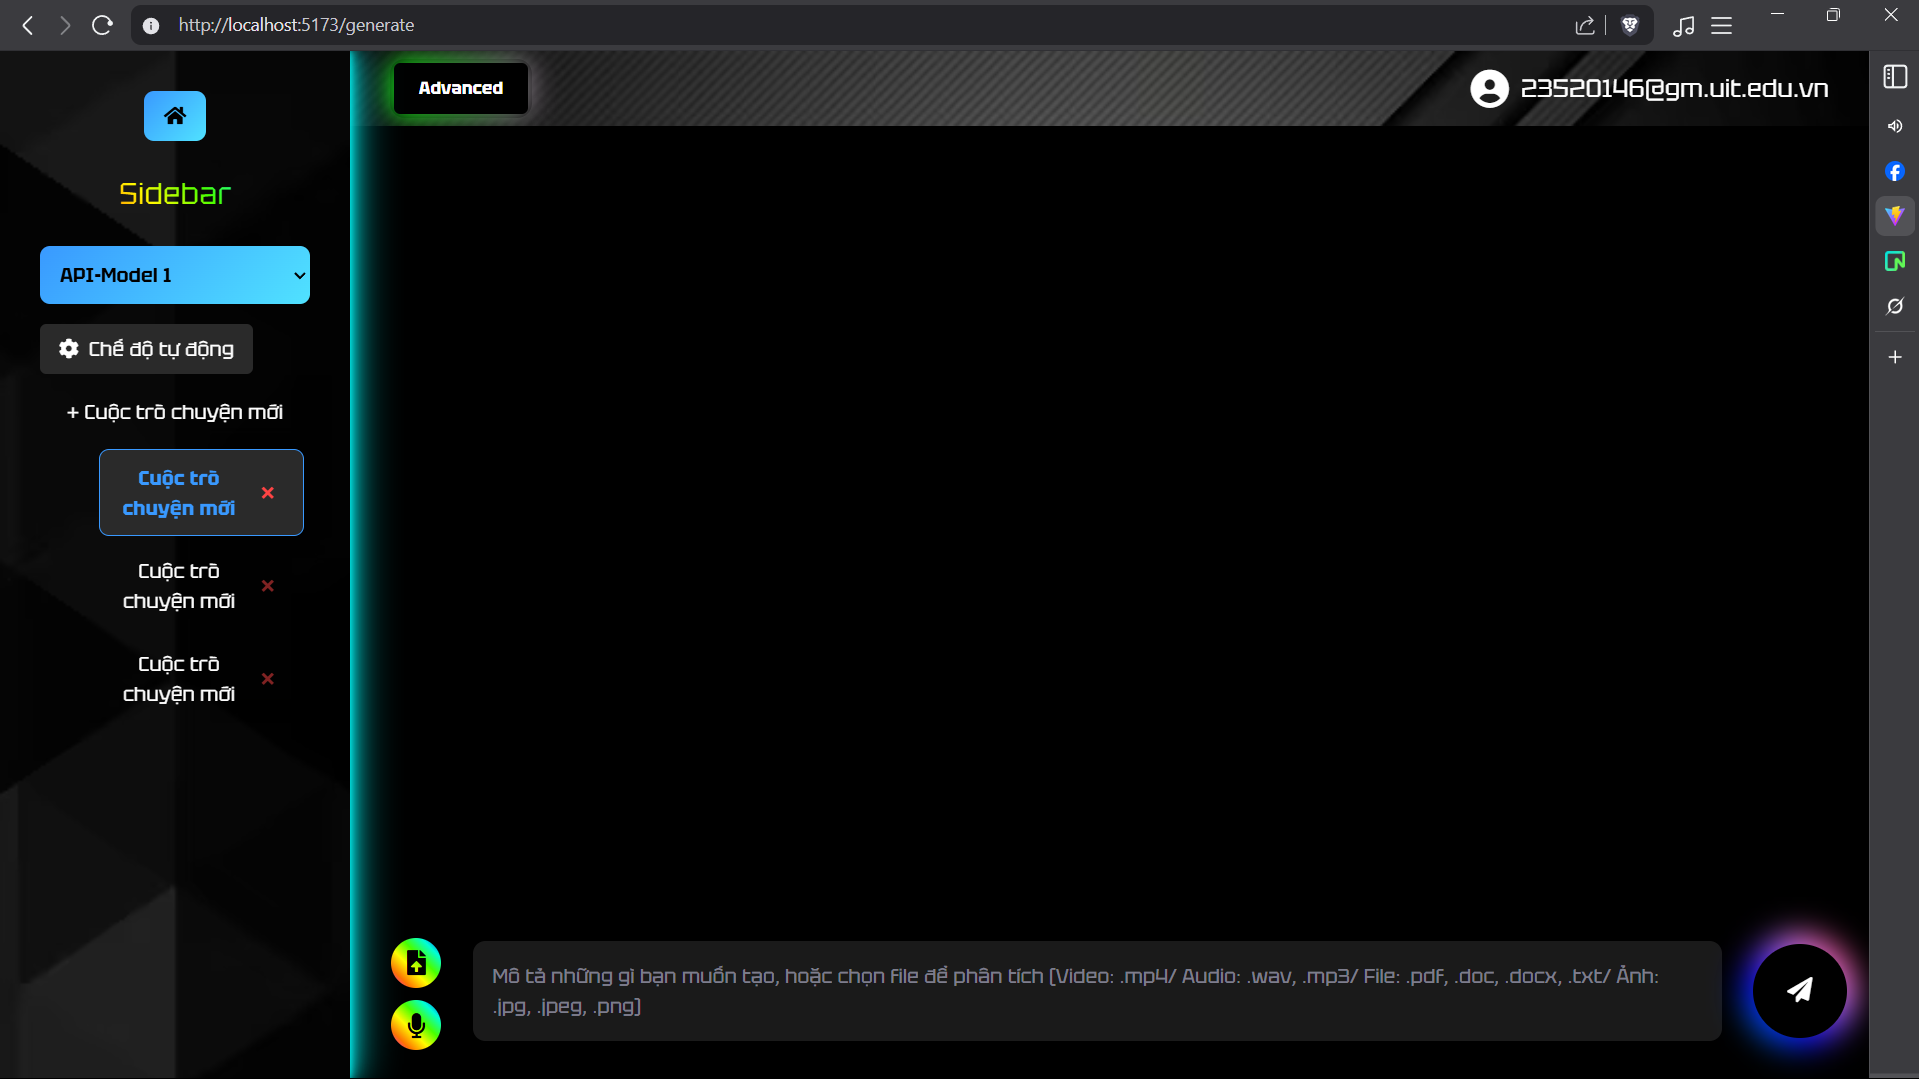 http://localhost:5173/generate
Advanced
23520146@gm.uit.edu.vn
Sidebar
API-Model 1
Chế độ tự động
+ Cuộc trò chuyện mới
Cuộc trò
chuyện mới
Cuộc trò
chuyện mới
Cuộc trò
chuyện mới
Mô tả những gì bạn muốn tạo, hoặc chọn file để phân tích (Video: .mp4/ Audio: .wav, .mp3/ File: .pdf, .doc, .docx, .txt/ Ảnh:
.jpg, .jpeg, .png)